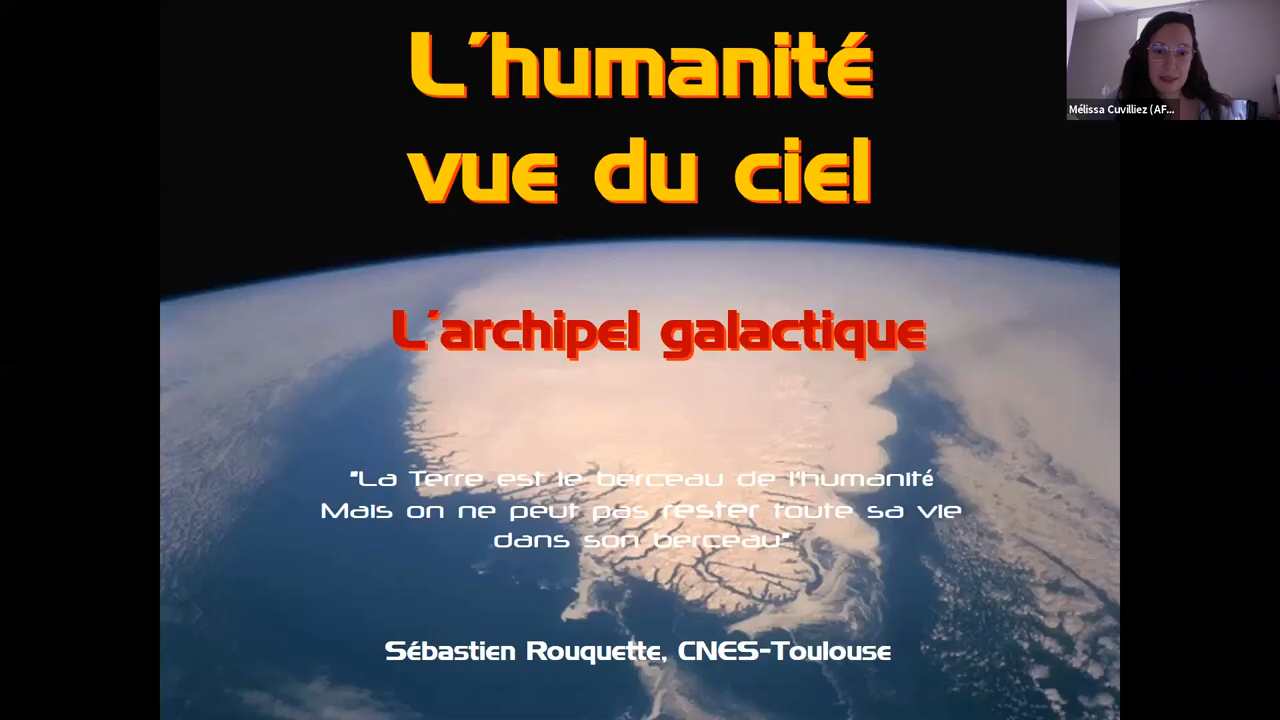 L'humanité
vue du ciel
Mélissa Cuvilliez (AF...
L'archipel galactique
"La Terre est le berceau de l'humanité
Mais on ne peut pas rester toute sa vie
dans son berceau"
Sébastien Rouquette, CNES-Toulouse